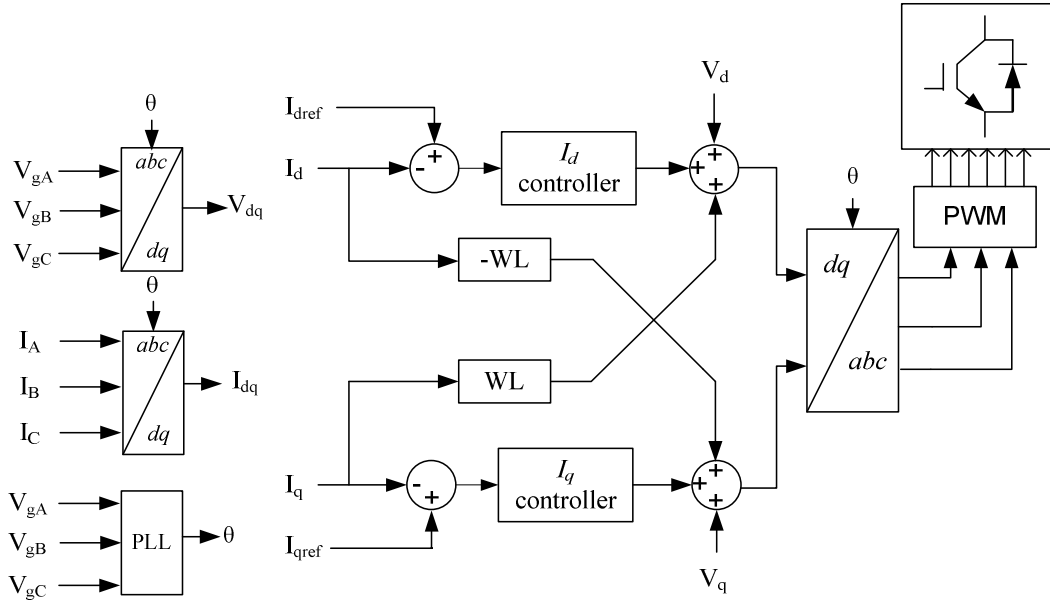 θ
V_gA
V_gB
V_gC
abc
dq
V_dq
θ
I_A
I_B
I_C
abc
dq
I_dq
V_gA
V_gB
V_gC
PLL
θ
I_dref
I_d
-
+
I_d
controller
V_d
+
+
+
-WL
WL
I_q
-
+
I_qref
I_q
controller
+
+
+
V_q
θ
dq
abc
PWM